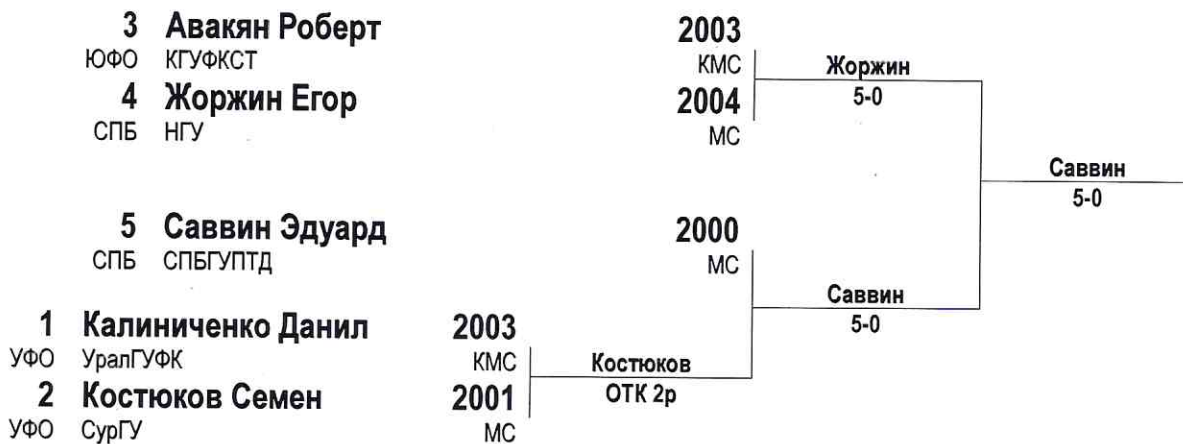 3 Авакян Роберт 2003
ЮФО КГУФКСТ КМС
Жоржин
4 Жоржин Егор 2004
5-0
СПБ НГУ МС
Саввин
5-0
5 Саввин Эдуард 2000
СПБ СПБГУПТД МС
Саввин
5-0
1 Калиниченко Данил 2003
УФО УралГУФК КМС
Костюков
2 Костюков Семен 2001
ОТК 2р
УФО СурГУ МС